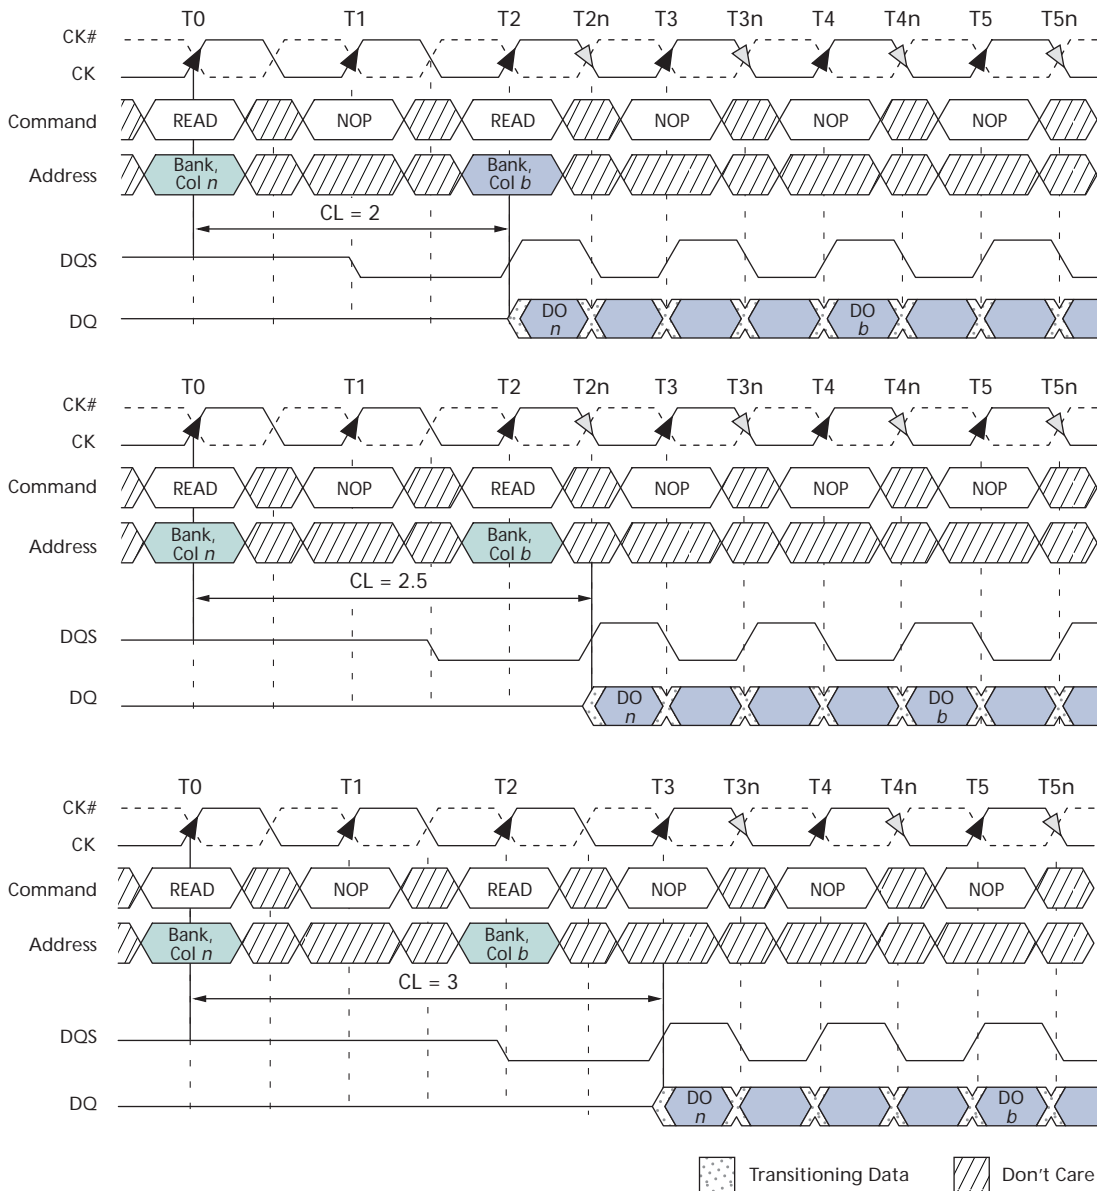 T0 T1 T2 T2n T3 T3n T4 T4n T5 T5n
CK#
CK
Command READ NOP READ NOP NOP NOP
Address Bank, Col n Bank, Col b
CL = 2
DQS
DQ DO n DO b
T0 T1 T2 T2n T3 T3n T4 T4n T5 T5n
CK#
CK
Command READ NOP READ NOP NOP NOP
Address Bank, Col n Bank, Col b
CL = 2.5
DQS
DQ DO n DO b
T0 T1 T2 T3 T3n T4 T4n T5 T5n
CK#
CK
Command READ NOP READ NOP NOP NOP
Address Bank, Col n Bank, Col b
CL = 3
DQS
DQ DO n DO b
Transitioning Data Don't Care